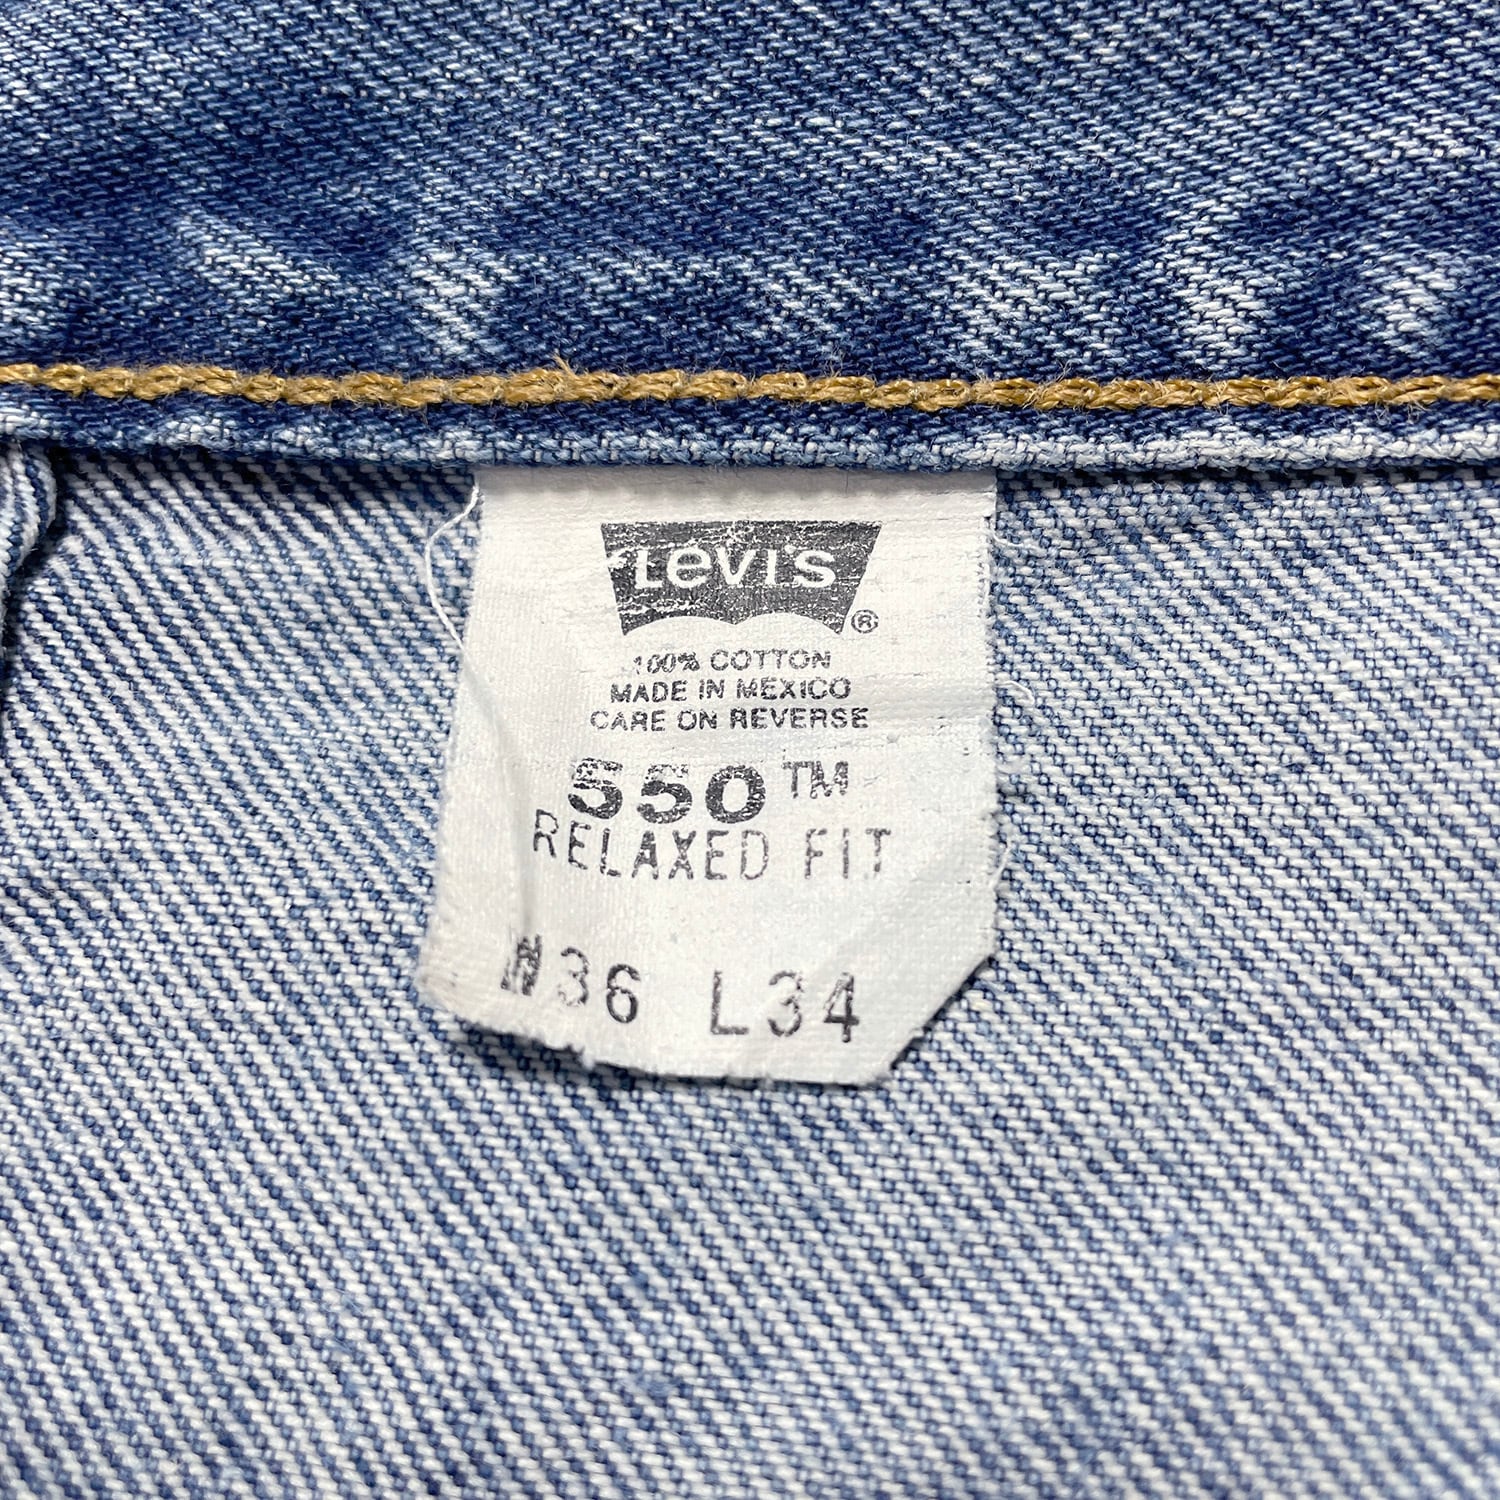 Levi's ®
100% COTTON
MADE IN MEXICO
CARE ON REVERSE
550™
RELAXED FIT
W36 L34